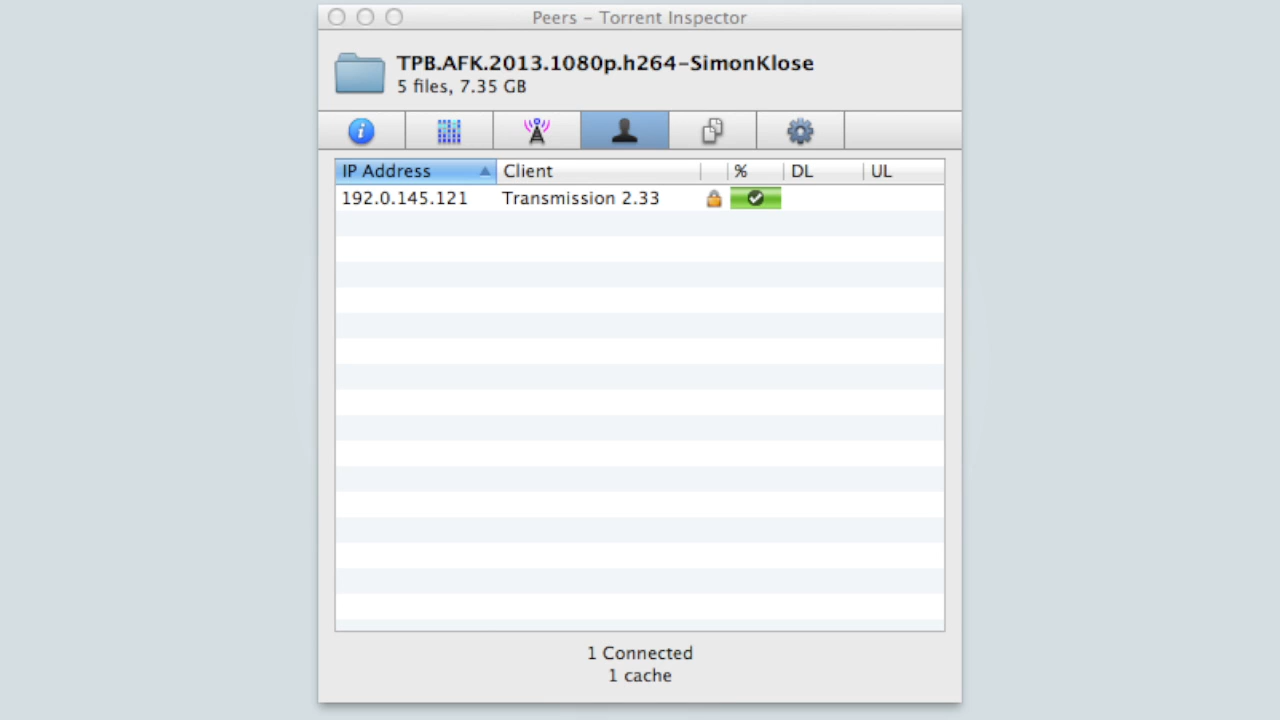 Peers – Torrent Inspector
TPB.AFK.2013.1080p.h264-SimonKlose
5 files, 7.35 GB
IP Address Client % DL UL
192.0.145.121 Transmission 2.33
1 Connected
1 cache